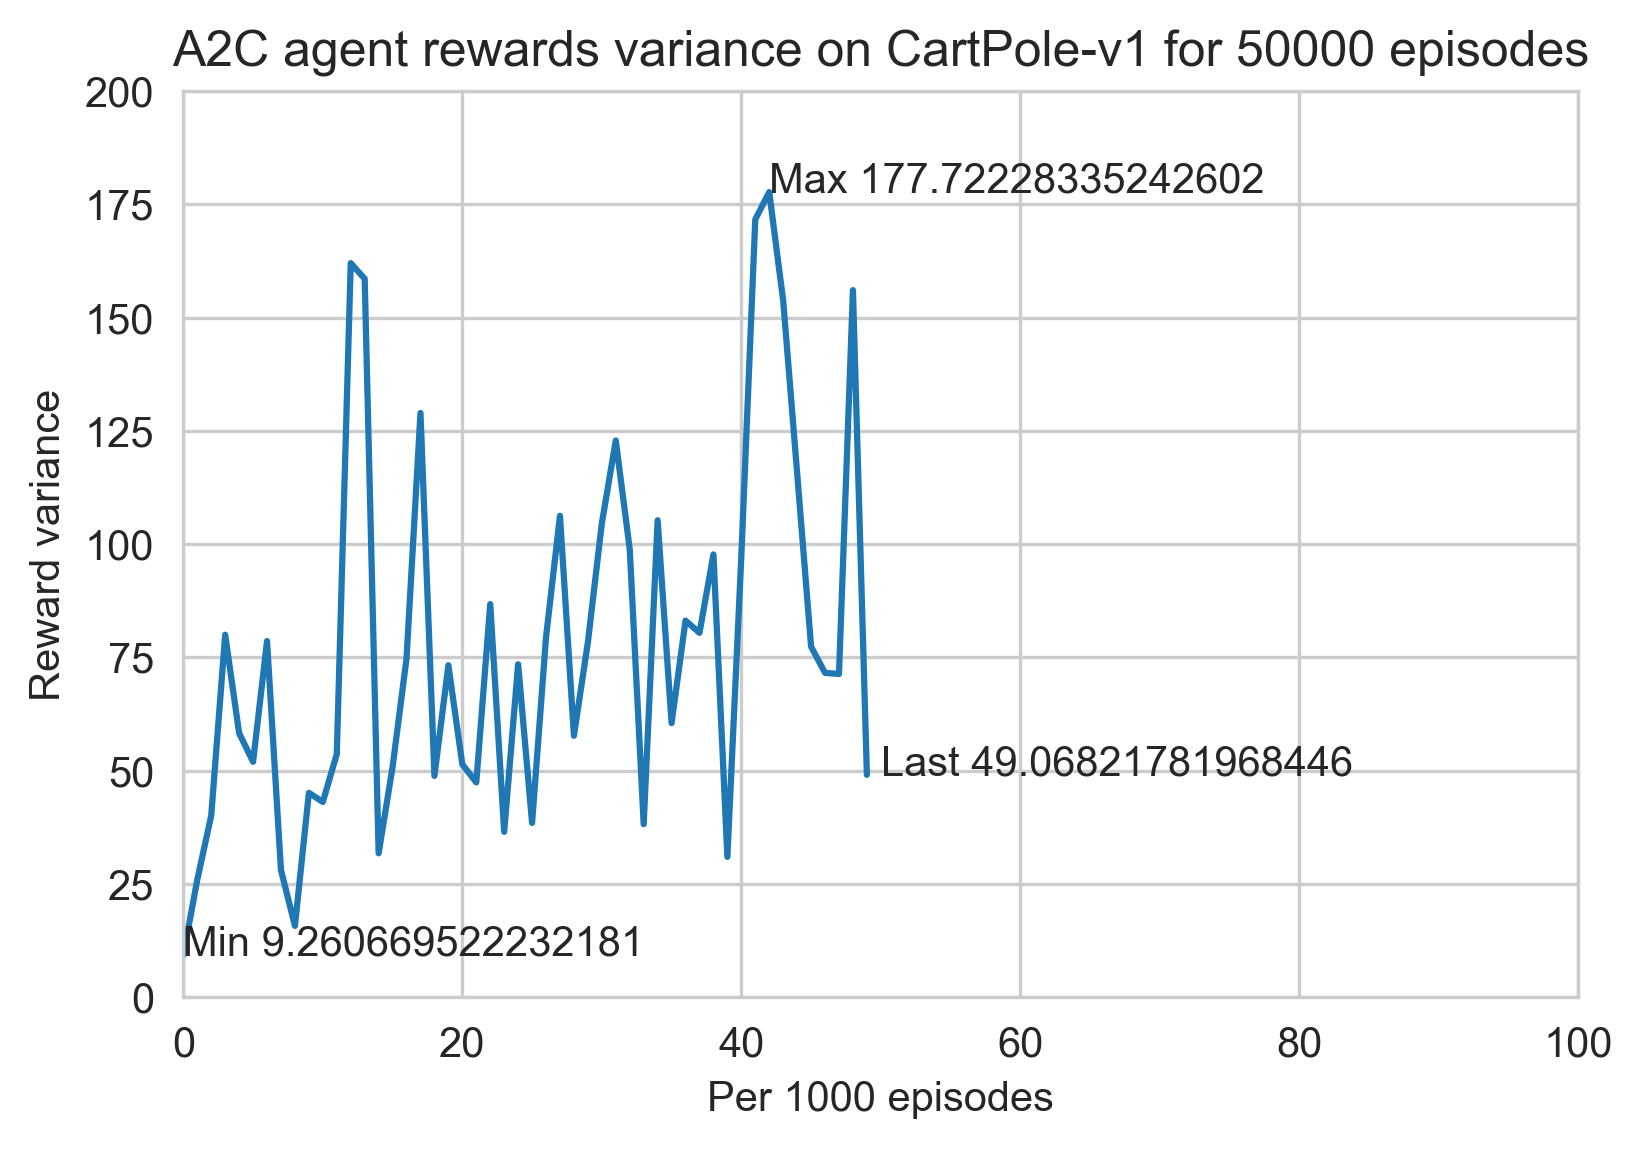 A2C agent rewards variance on CartPole-v1 for 50000 episodes
200
175
150
125
100
75
50
25
0
Reward variance
Max 177.72228335242602
Last 49.06821781968446
Min 9.260669522232181
0 20 40 60 80 100
Per 1000 episodes